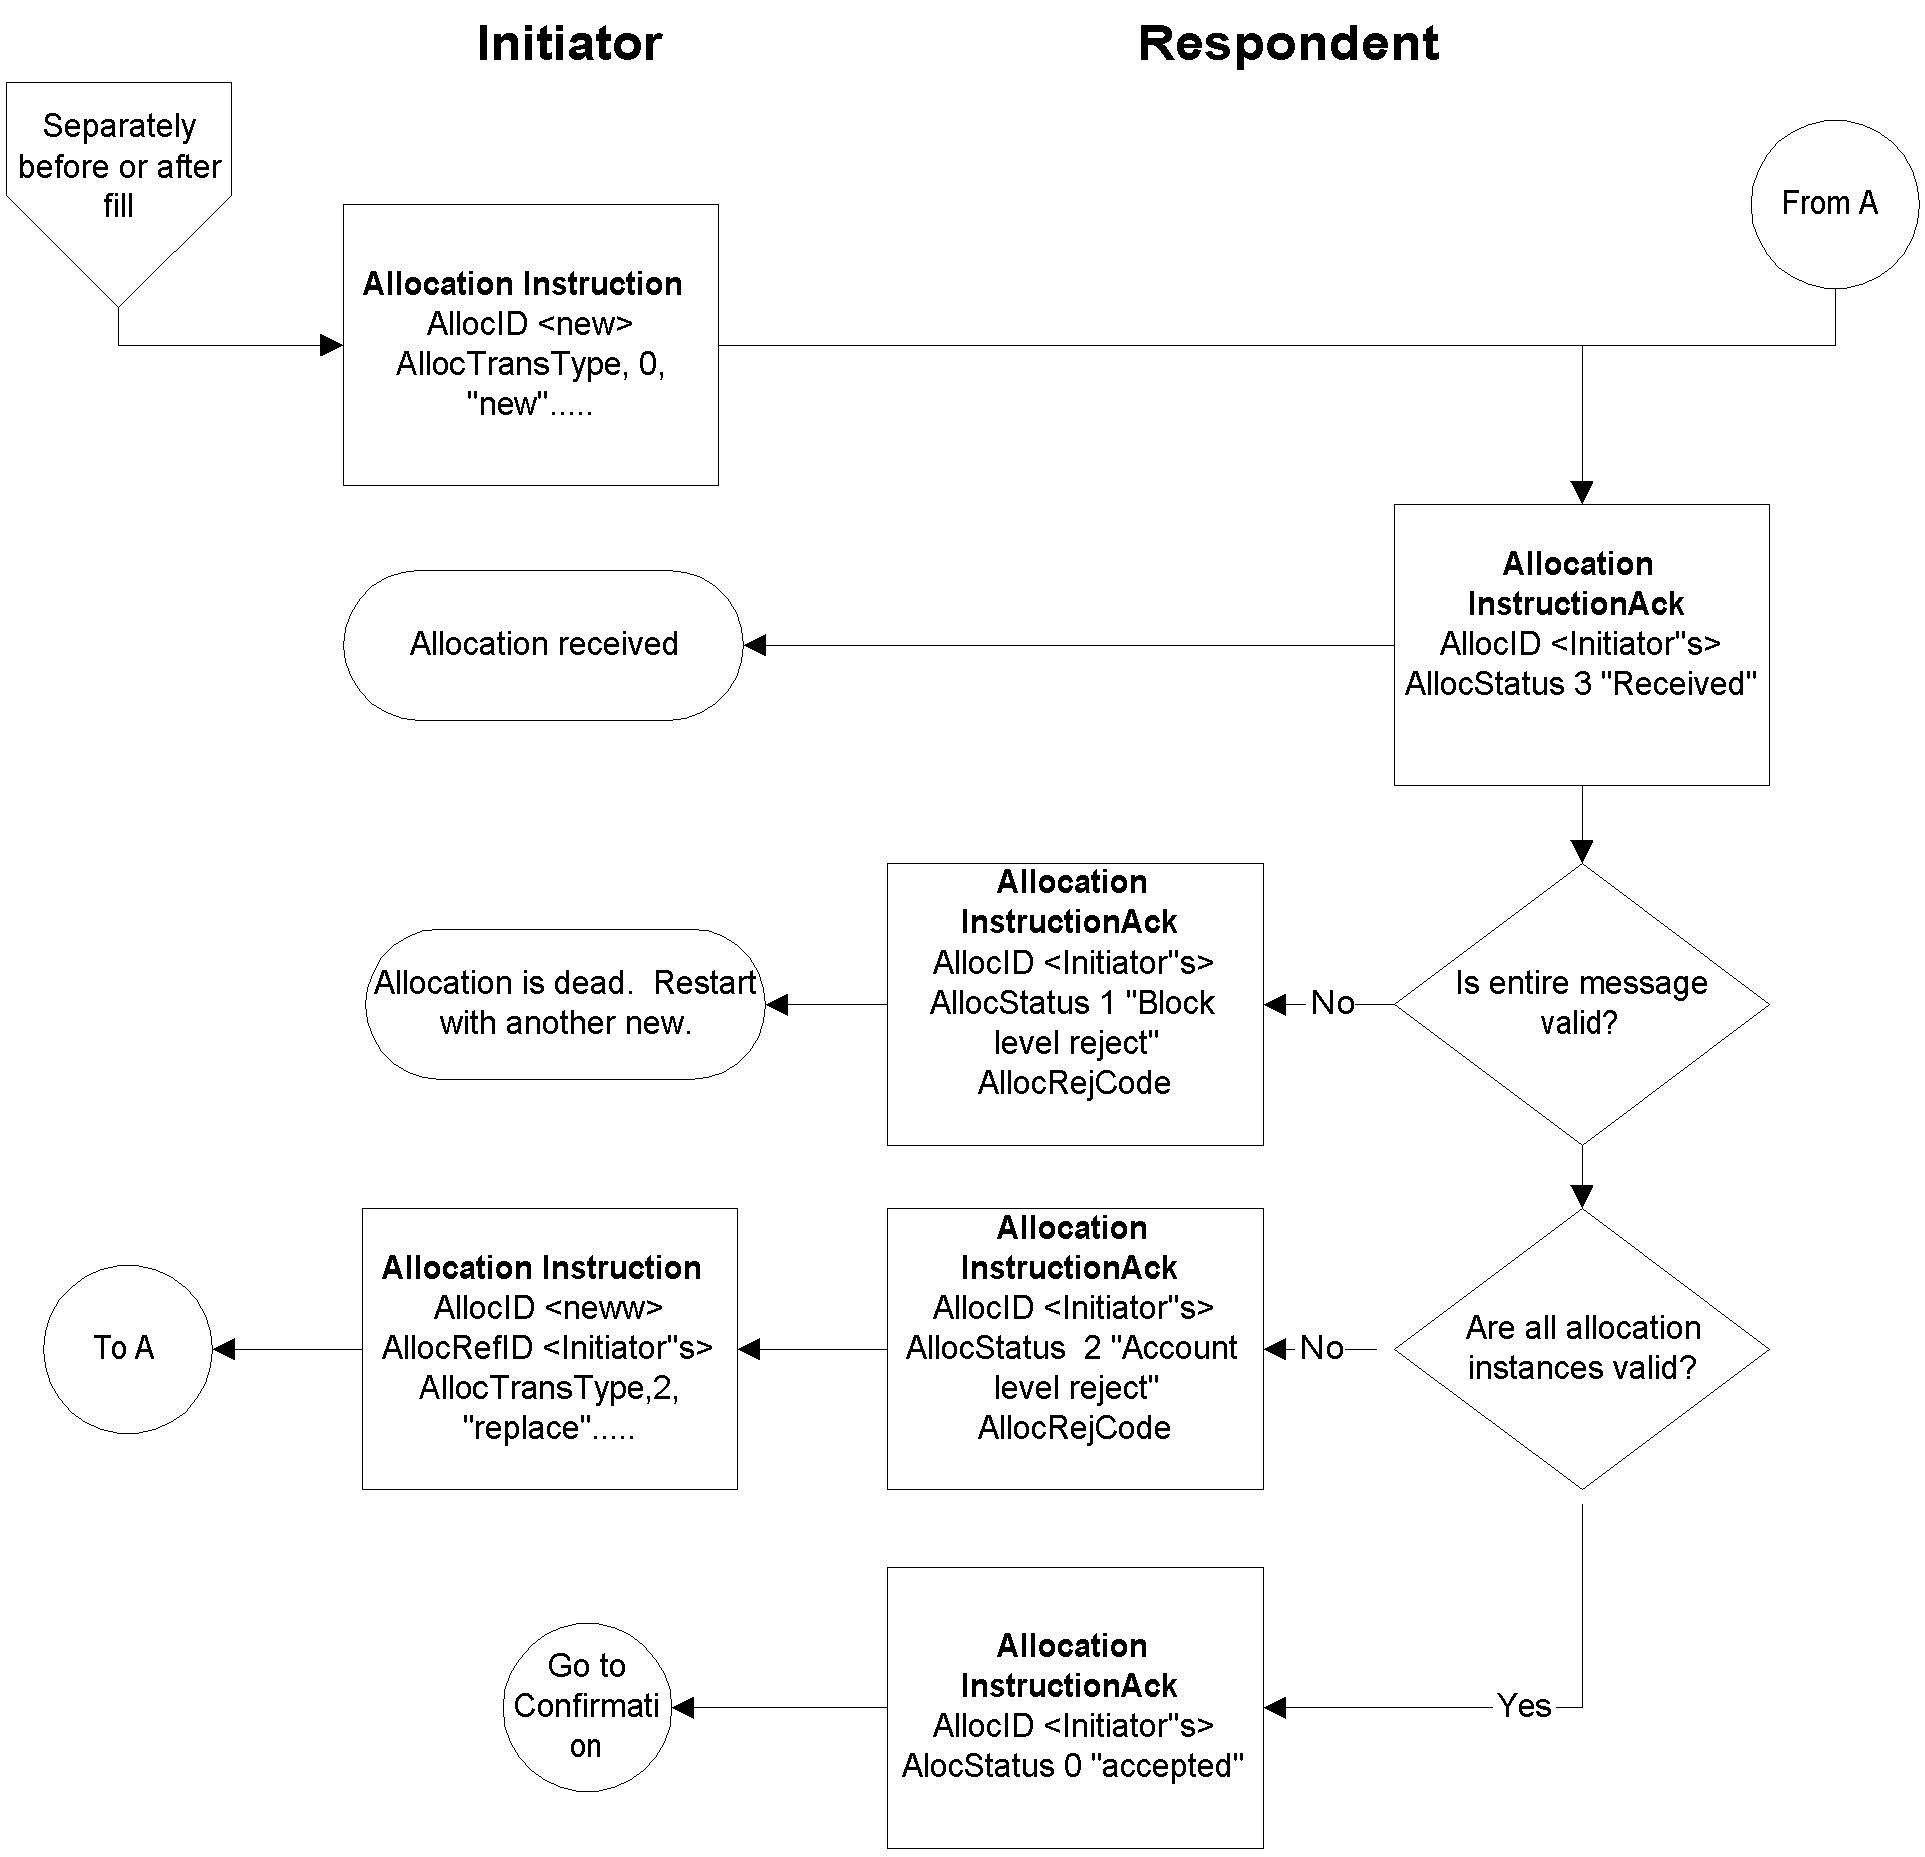 Initiator
Respondent
Separately
before or after
fill
From A
Allocation Instruction
AllocID <new>
AllocTransType, 0,
"new".....
Allocation
InstructionAck
AllocID <Initiator"s>
AllocStatus 3 "Received"
Allocation received
Allocation
InstructionAck
AllocID <Initiator"s>
AllocStatus 1 "Block
level reject"
AllocRejCode
Allocation is dead.  Restart
with another new.
No
Is entire message
valid?
Allocation Instruction
AllocID <neww>
AllocRefID <Initiator"s>
AllocTransType,2,
"replace".....
To A
Allocation
InstructionAck
AllocID <Initiator"s>
AllocStatus  2 "Account
level reject"
AllocRejCode
No
Are all allocation
instances valid?
Go to
Confirmati
on
Allocation
InstructionAck
AllocID <Initiator"s>
AlocStatus 0 "accepted"
Yes